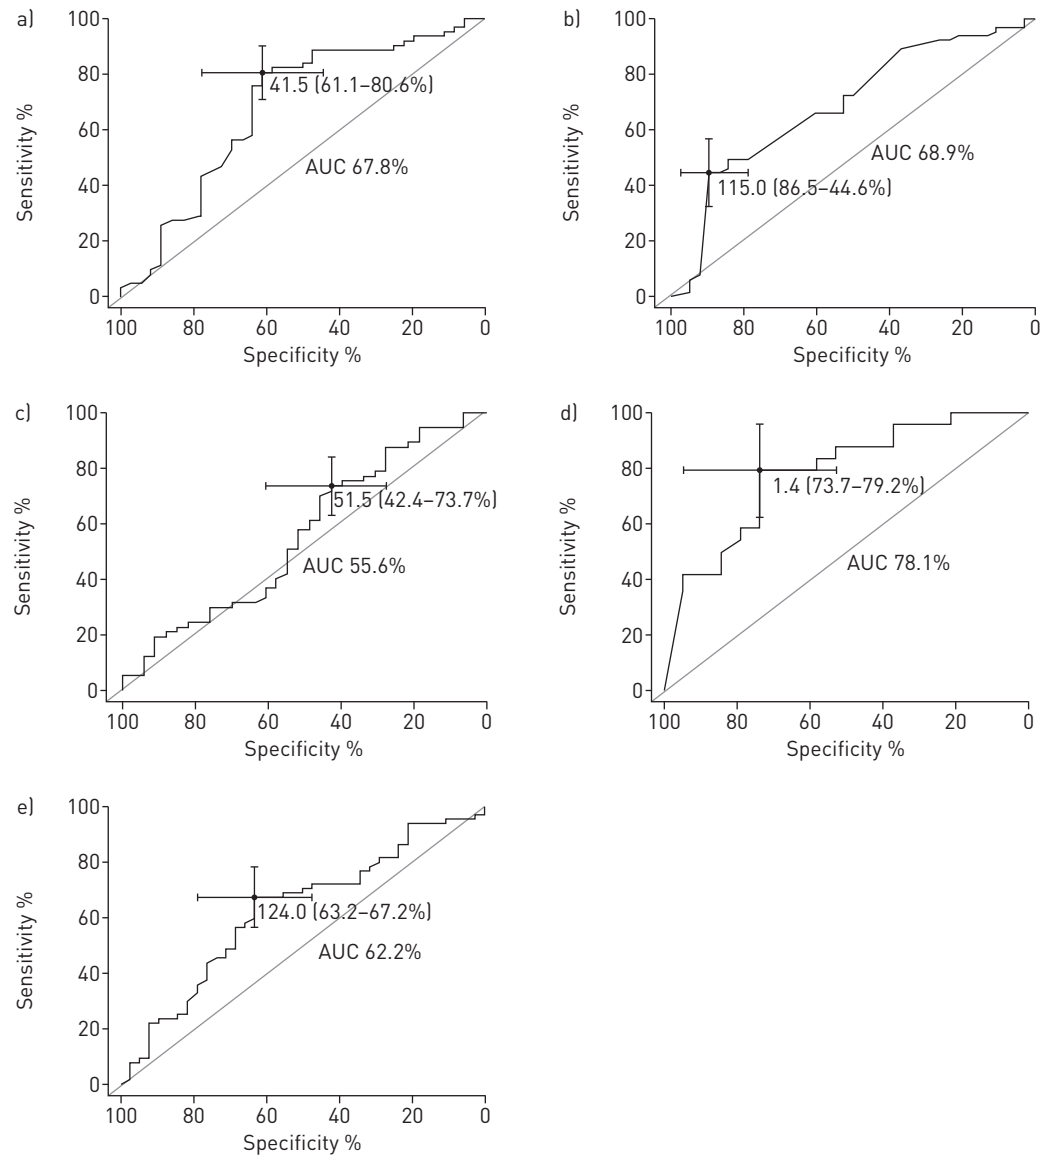 a)
100
80
60
40
20
0
Sensitivity %
41.5 (61.1–80.6%)
AUC 67.8%
100 80 60 40 20 0
Specificity %
b)
100
80
60
40
20
0
Sensitivity %
115.0 (86.5–44.6%)
AUC 68.9%
100 80 60 40 20 0
Specificity %
c)
100
80
60
40
20
0
Sensitivity %
51.5 (42.4–73.7%)
AUC 55.6%
100 80 60 40 20 0
Specificity %
d)
100
80
60
40
20
0
Sensitivity %
1.4 (73.7–79.2%)
AUC 78.1%
100 80 60 40 20 0
Specificity %
e)
100
80
60
40
20
0
Sensitivity %
124.0 (63.2–67.2%)
AUC 62.2%
100 80 60 40 20 0
Specificity %